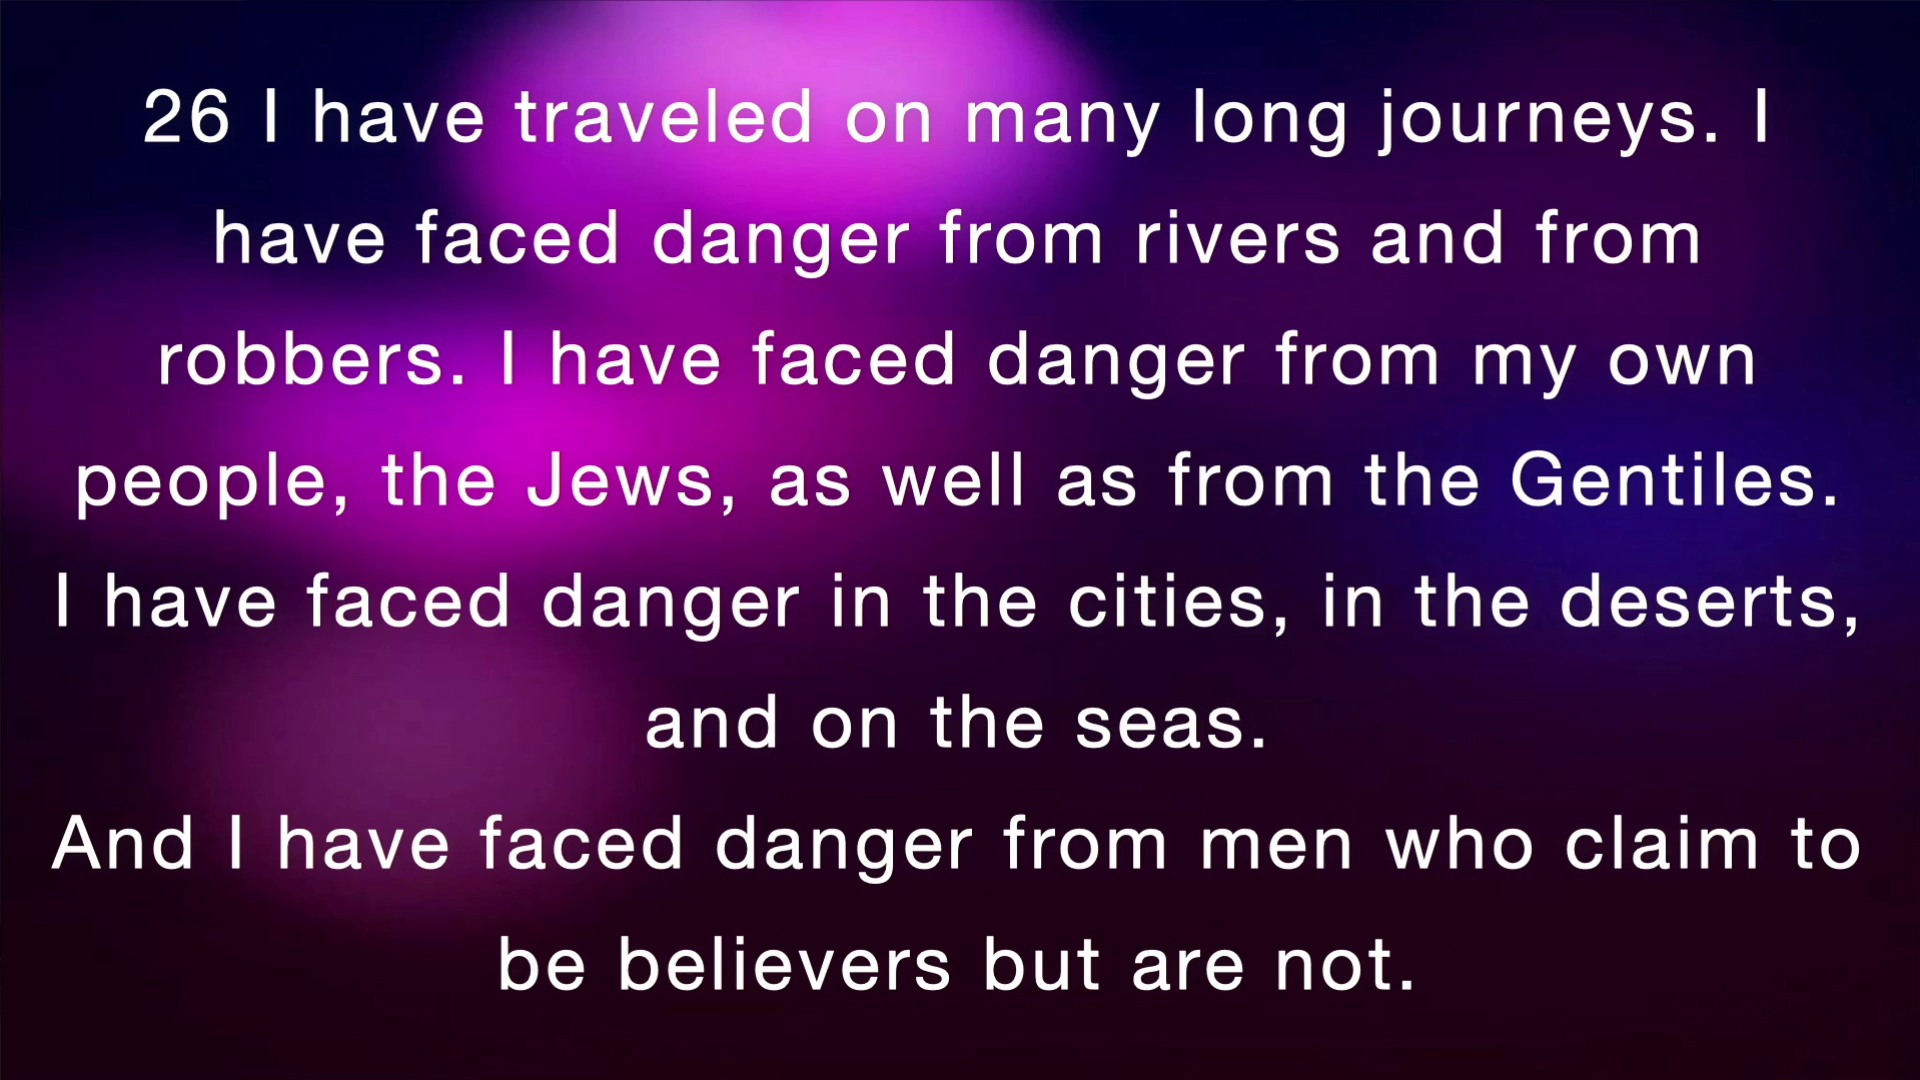 26 I have traveled on many long journeys. I
have faced danger from rivers and from
robbers. I have faced danger from my own
people, the Jews, as well as from the Gentiles.
I have faced danger in the cities, in the deserts,
and on the seas.
And I have faced danger from men who claim to
be believers but are not.